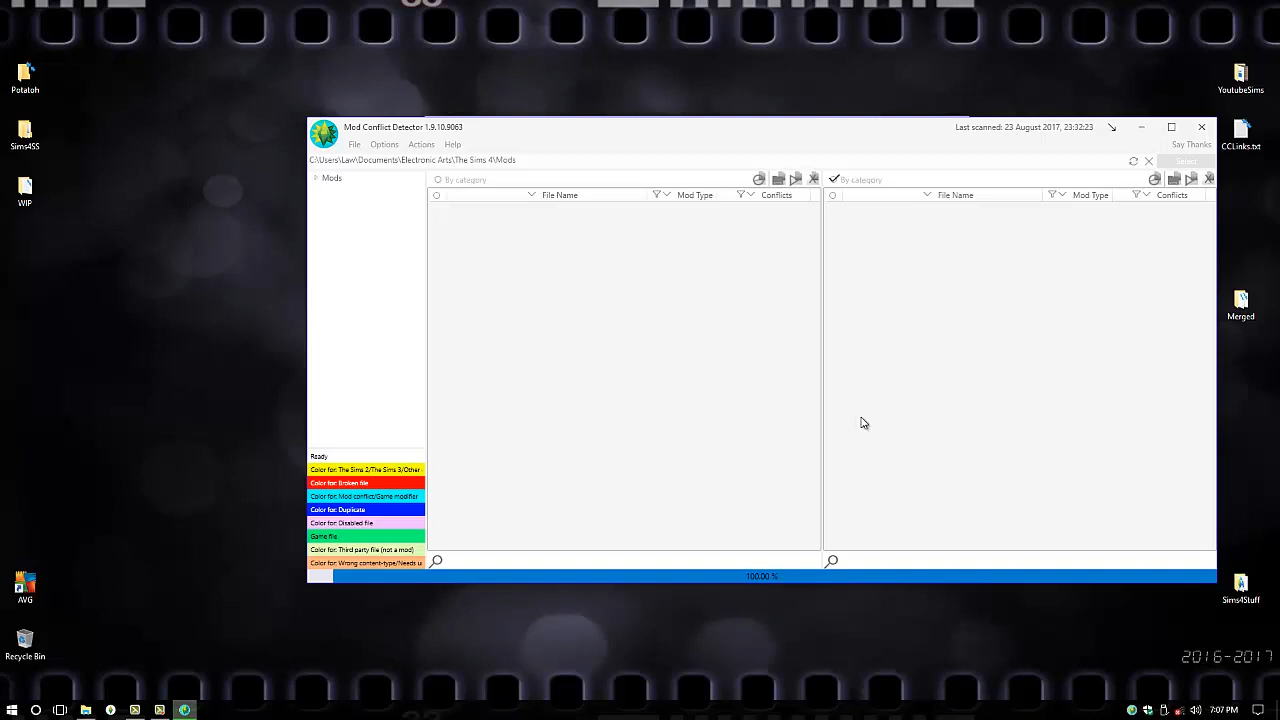 Potatoh
Sims4SS
WIP
AVG
Recycle Bin
YoutubeSims
CCLinks.txt
Merged
Sims4Stuff
Mod Conflict Detector 1.9.10.9063
Last scanned: 23 August 2017, 23:32:23
File Options Actions Help
Say Thanks
C:\Users\Law\Documents\Electronic Arts\The Sims 4\Mods
Select
Mods
By category
By category
File Name Mod Type Conflicts
File Name Mod Type Conflicts
Ready
Color for: The Sims 2/The Sims 3/Other
Color for: Broken file
Color for: Mod conflict/Game modifier
Color for: Duplicate
Color for: Disabled file
Game file
Color for: Third party file (not a mod)
Color for: Wrong content-type/Needs u
100.00 %
2016-2017
7:07 PM